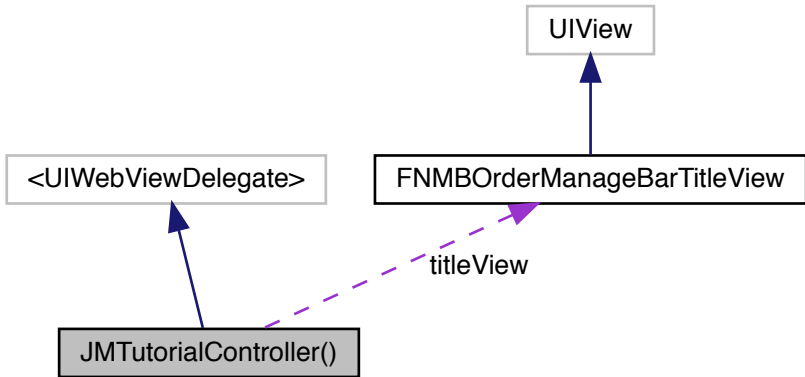 UIView
<UIWebViewDelegate>
FNMBOrderManageBarTitleView
titleView
JMTutorialController()